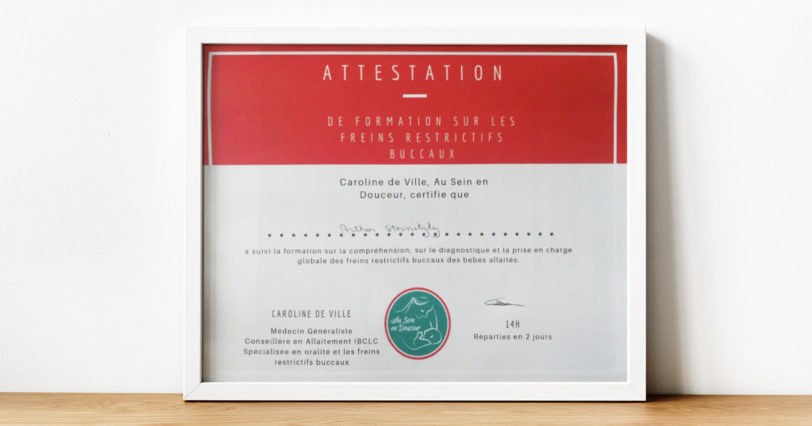 ATTESTATION
DE FORMATION SUR LES
FREINS RESTRICTIFS
BUCCAUX
Caroline de Ville, Au Sein en
Douceur, certifie que
Arthur
a suivi la formation sur la compréhension, sur le diagnostique et la prise en charge
globale des freins restrictifs buccaux des bébés allaités.
CAROLINE DE VILLE
Médecin Généraliste
Conseillère en Allaitement IBCLC
Spécialisée en oralité et les freins
restrictifs buccaux
Au Sein
en Douceur
14H
Réparties en 2 jours